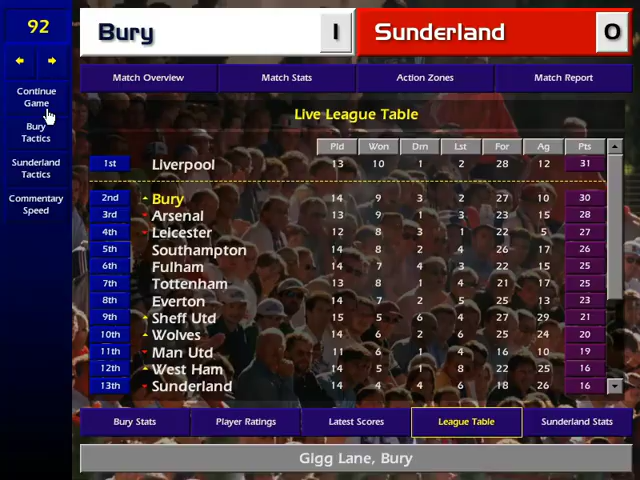 92
Bury 1 Sunderland 0
Match Overview Match Stats Action Zones Match Report
Continue
Game
Bury
Tactics
Sunderland
Tactics
Commentary
Speed
Live League Table
Pld Won Drn Lst For Ag Pts
1st Liverpool 13 10 1 2 28 12 31
2nd Bury 14 9 3 2 27 10 30
3rd Arsenal 13 9 1 3 23 15 28
4th Leicester 12 8 3 1 22 5 27
5th Southampton 14 8 2 4 26 17 26
6th Fulham 14 7 4 3 22 15 25
7th Tottenham 13 8 1 4 21 17 25
8th Everton 14 7 2 5 25 13 23
9th Sheff Utd 15 5 6 4 27 29 21
10th Wolves 14 6 2 6 25 24 20
11th Man Utd 11 6 1 4 16 10 19
12th West Ham 14 5 1 8 22 25 16
13th Sunderland 14 4 4 6 18 26 16
Bury Stats Player Ratings Latest Scores League Table Sunderland Stats
Gigg Lane, Bury